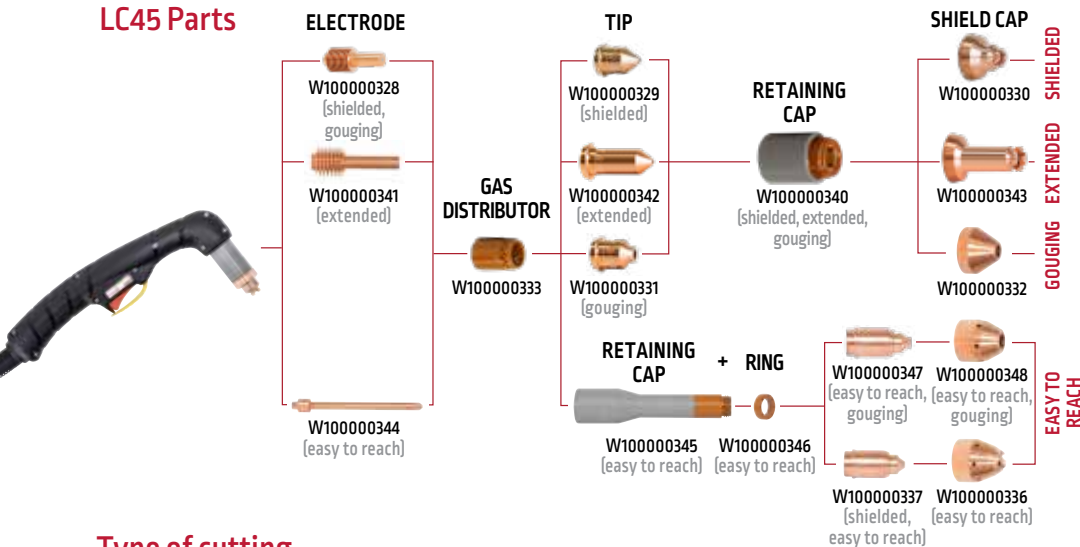 LC45 Parts
ELECTRODE
W100000328
(shielded,
gouging)
W100000341
(extended)
W100000344
(easy to reach)
GAS
DISTRIBUTOR
W100000333
TIP
W100000329
(shielded)
W100000342
(extended)
W100000331
(gouging)
RETAINING
CAP
W100000340
(shielded, extended,
gouging)
SHIELD CAP
W100000330
SHIELDED
W100000343
EXTENDED
W100000332
GOUGING
RETAINING
CAP
+ RING
W100000345
(easy to reach)
W100000346
(easy to reach)
W100000347
(easy to reach,
gouging)
W100000348
(easy to reach,
gouging)
W100000337
(shielded,
easy to reach)
W100000336
(easy to reach)
EASY TO
REACH
Type of cutting